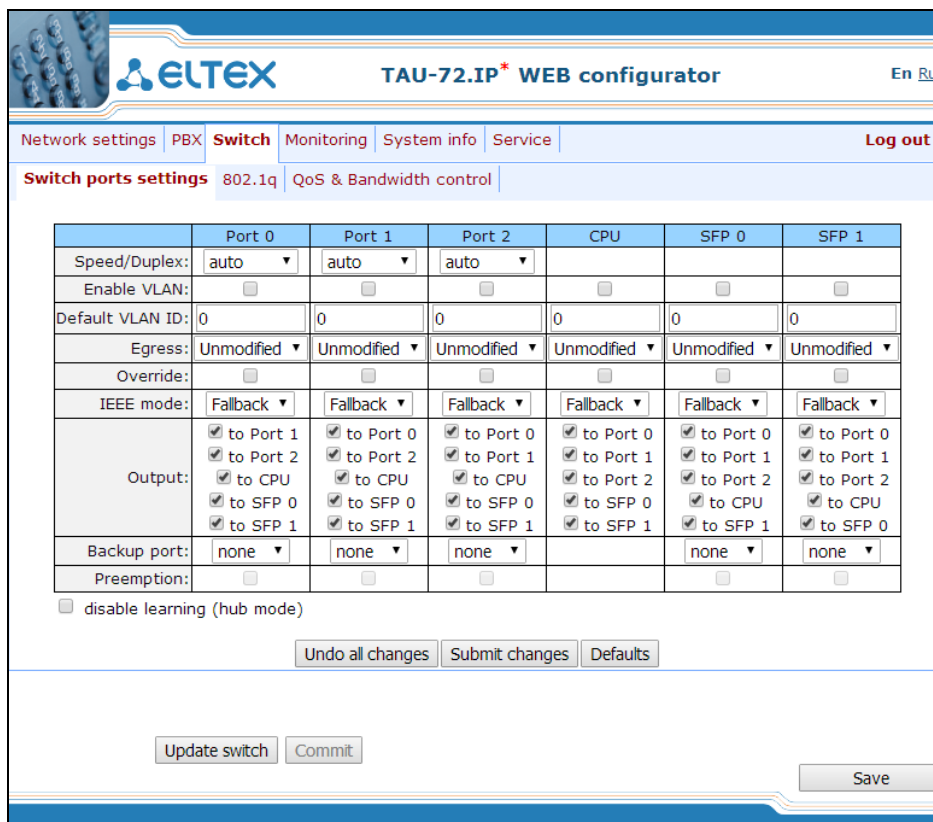 ELTEX
TAU-72.IP* WEB configurator
En Ru
Network settings PBX Switch Monitoring System info Service Log out
Switch ports settings 802.1q QoS & Bandwidth control
Port 0 Port 1 Port 2 CPU SFP 0 SFP 1
Speed/Duplex: auto auto auto
Enable VLAN:
Default VLAN ID: 0 0 0 0 0 0
Egress: Unmodified Unmodified Unmodified Unmodified Unmodified Unmodified
Override:
IEEE mode: Fallback Fallback Fallback Fallback Fallback Fallback
to Port 1 to Port 0 to Port 0 to Port 0 to Port 0 to Port 0
to Port 2 to Port 2 to Port 1 to Port 1 to Port 1 to Port 1
Output: to CPU to CPU to CPU to Port 2 to Port 2 to Port 2
to SFP 0 to SFP 0 to SFP 0 to SFP 0 to CPU to CPU
to SFP 1 to SFP 1 to SFP 1 to SFP 1 to SFP 1 to SFP 0
Backup port: none none none none none
Preemption:
disable learning (hub mode)
Undo all changes Submit changes Defaults
Update switch Commit
Save